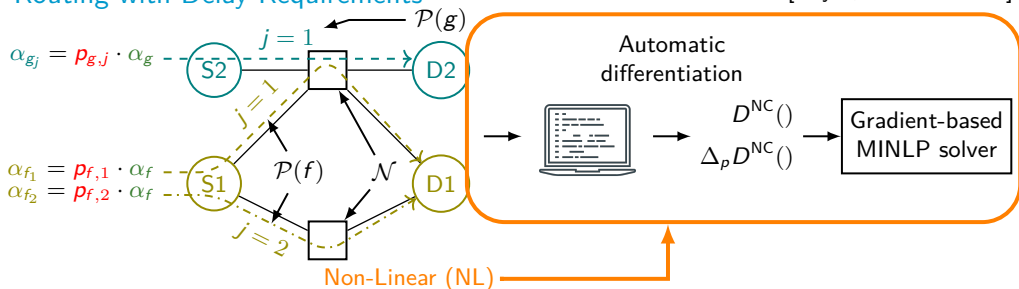 Routing with Delay Requirements
𝒫(g)
j = 1
α_{g_j} = p_{g,j} · α_g
S2
D2
j = 1
α_{f_1} = p_{f,1} · α_f
α_{f_2} = p_{f,2} · α_f
S1
𝒫(f)
𝒩
D1
j = 2
Automatic
differentiation
D^{NC}()
Δ_p D^{NC}()
Gradient-based
MINLP solver
Non-Linear (NL)